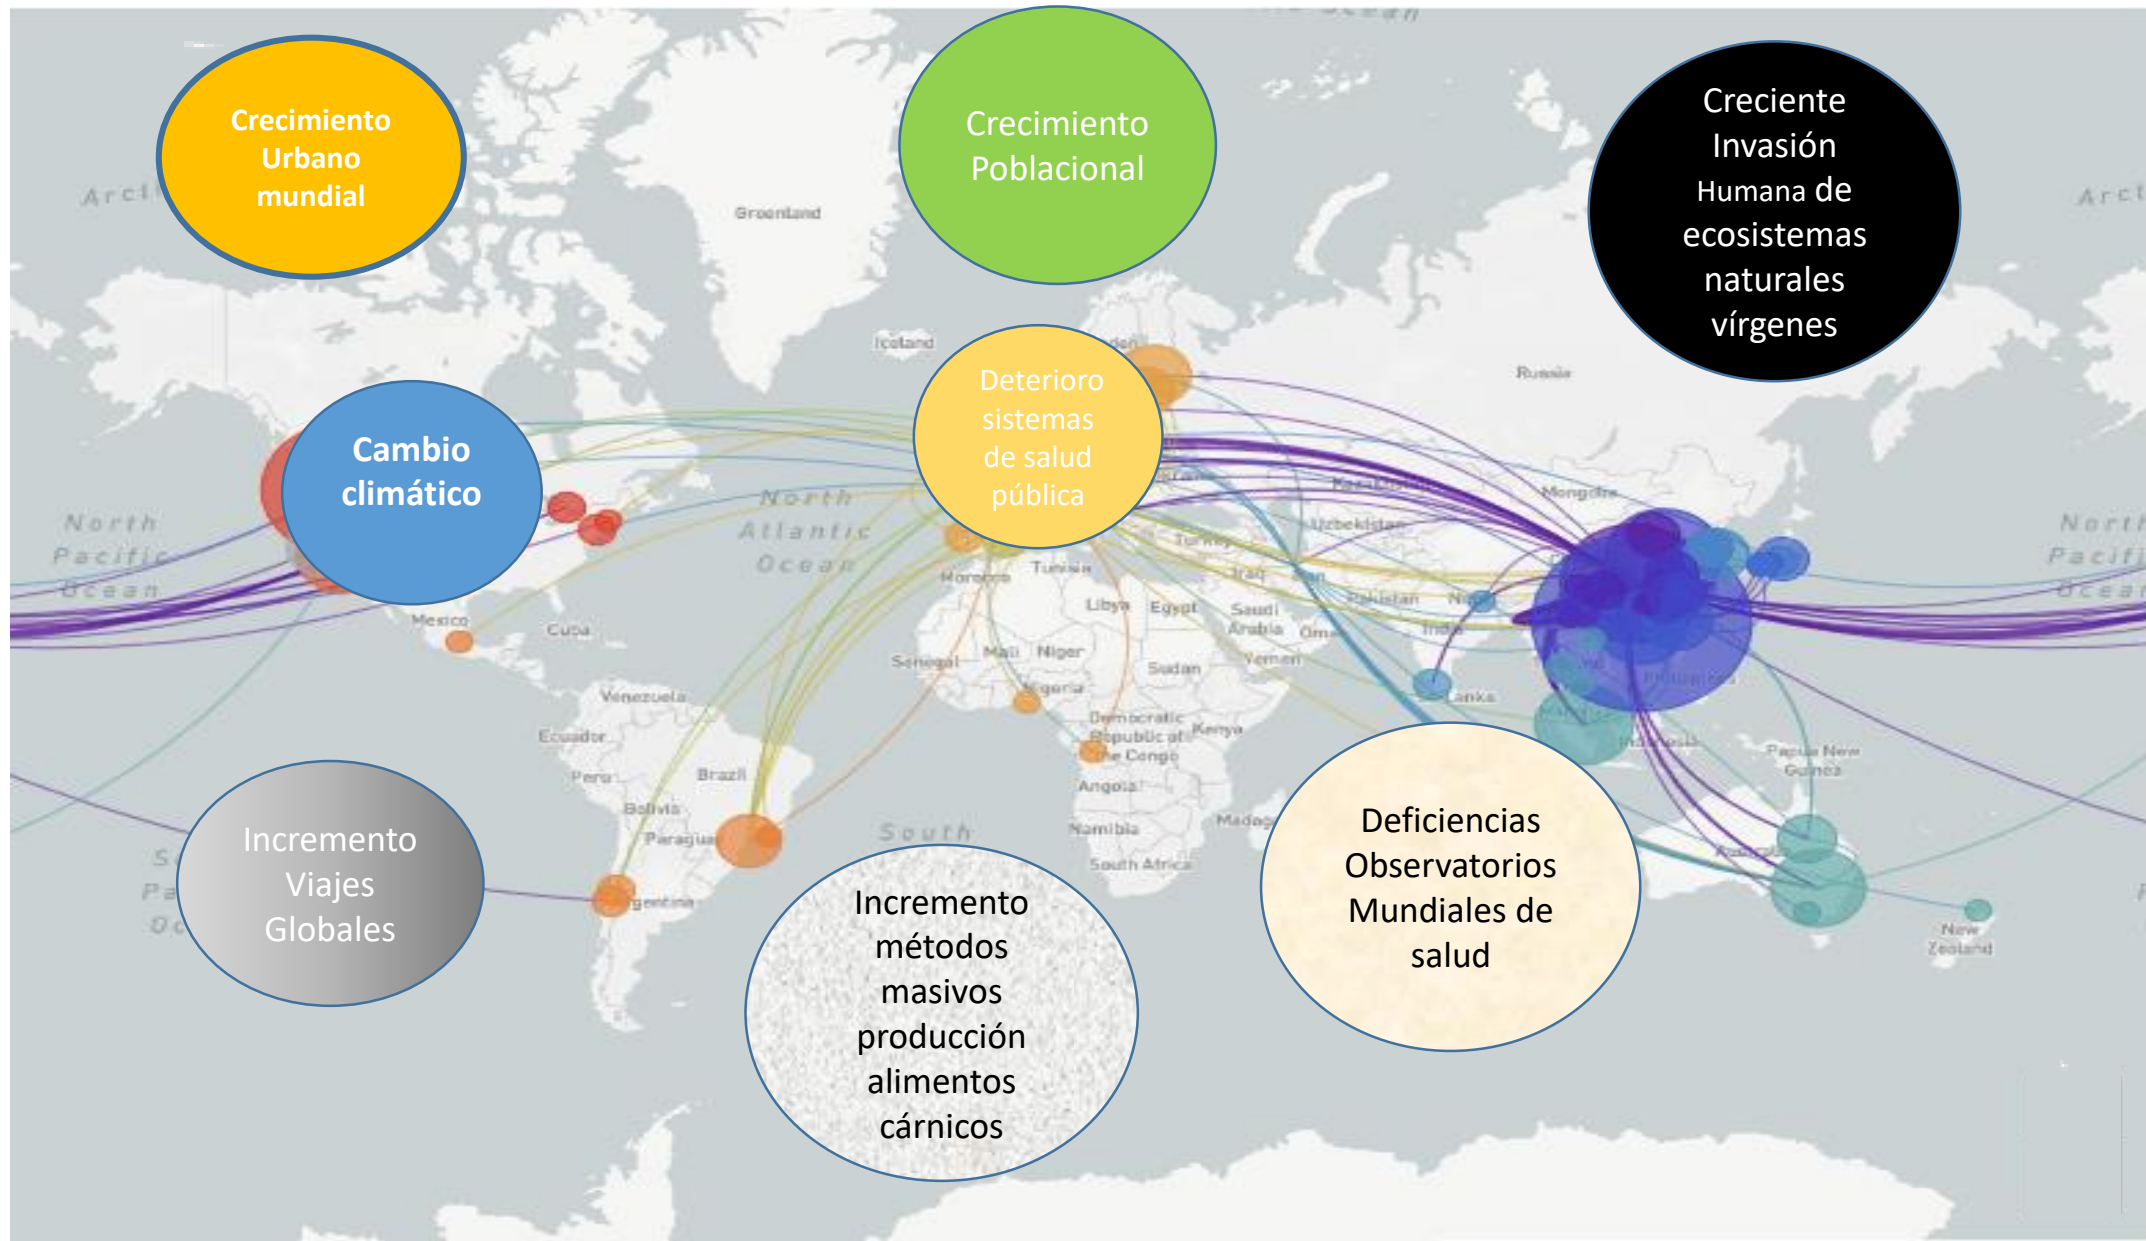 Crecimiento
Urbano
mundial
Crecimiento
Poblacional
Creciente
Invasión
Humana de
ecosistemas
naturales
vírgenes
Greenland
Iceland
Russia
Deterioro
sistemas
de salud
pública
Cambio
climático
North
Pacific
Ocean
North
Atlantic
Ocean
Mongolia
Uzbekistan
North
Morocco
Tunisia
Iraq
Pakistan
Libya
Egypt
Saudi
Arabia
India
Mexico
Cuba
Senegal
Mali
Niger
Sudan
Yemen
Nigeria
Venezuela
Lanka
Democratic
Republic of
the Congo
Kenya
Ecuador
Peru
Brazil
Bolivia
Angola
Papua New
Guinea
South
Namibia
South Africa
Incremento
Viajes
Globales
Deficiencias
Observatorios
Mundiales de
salud
New
Zealand
Incremento
métodos
masivos
producción
alimentos
cárnicos